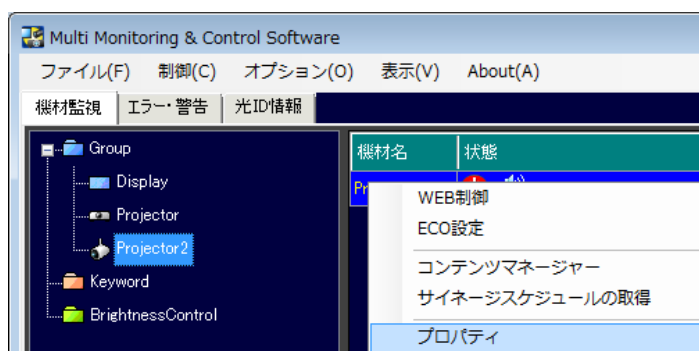 Multi Monitoring & Control Software
ファイル(F) 制御(C) オプション(O) 表示(V) About(A)
機材監視 エラー・警告 光ID情報
Group
Display
Projector
Projector2
Keyword
BrightnessControl
機材名 状態
Pr
WEB制御
ECO設定
コンテンツマネージャー
サイネージスケジュールの取得
プロパティ